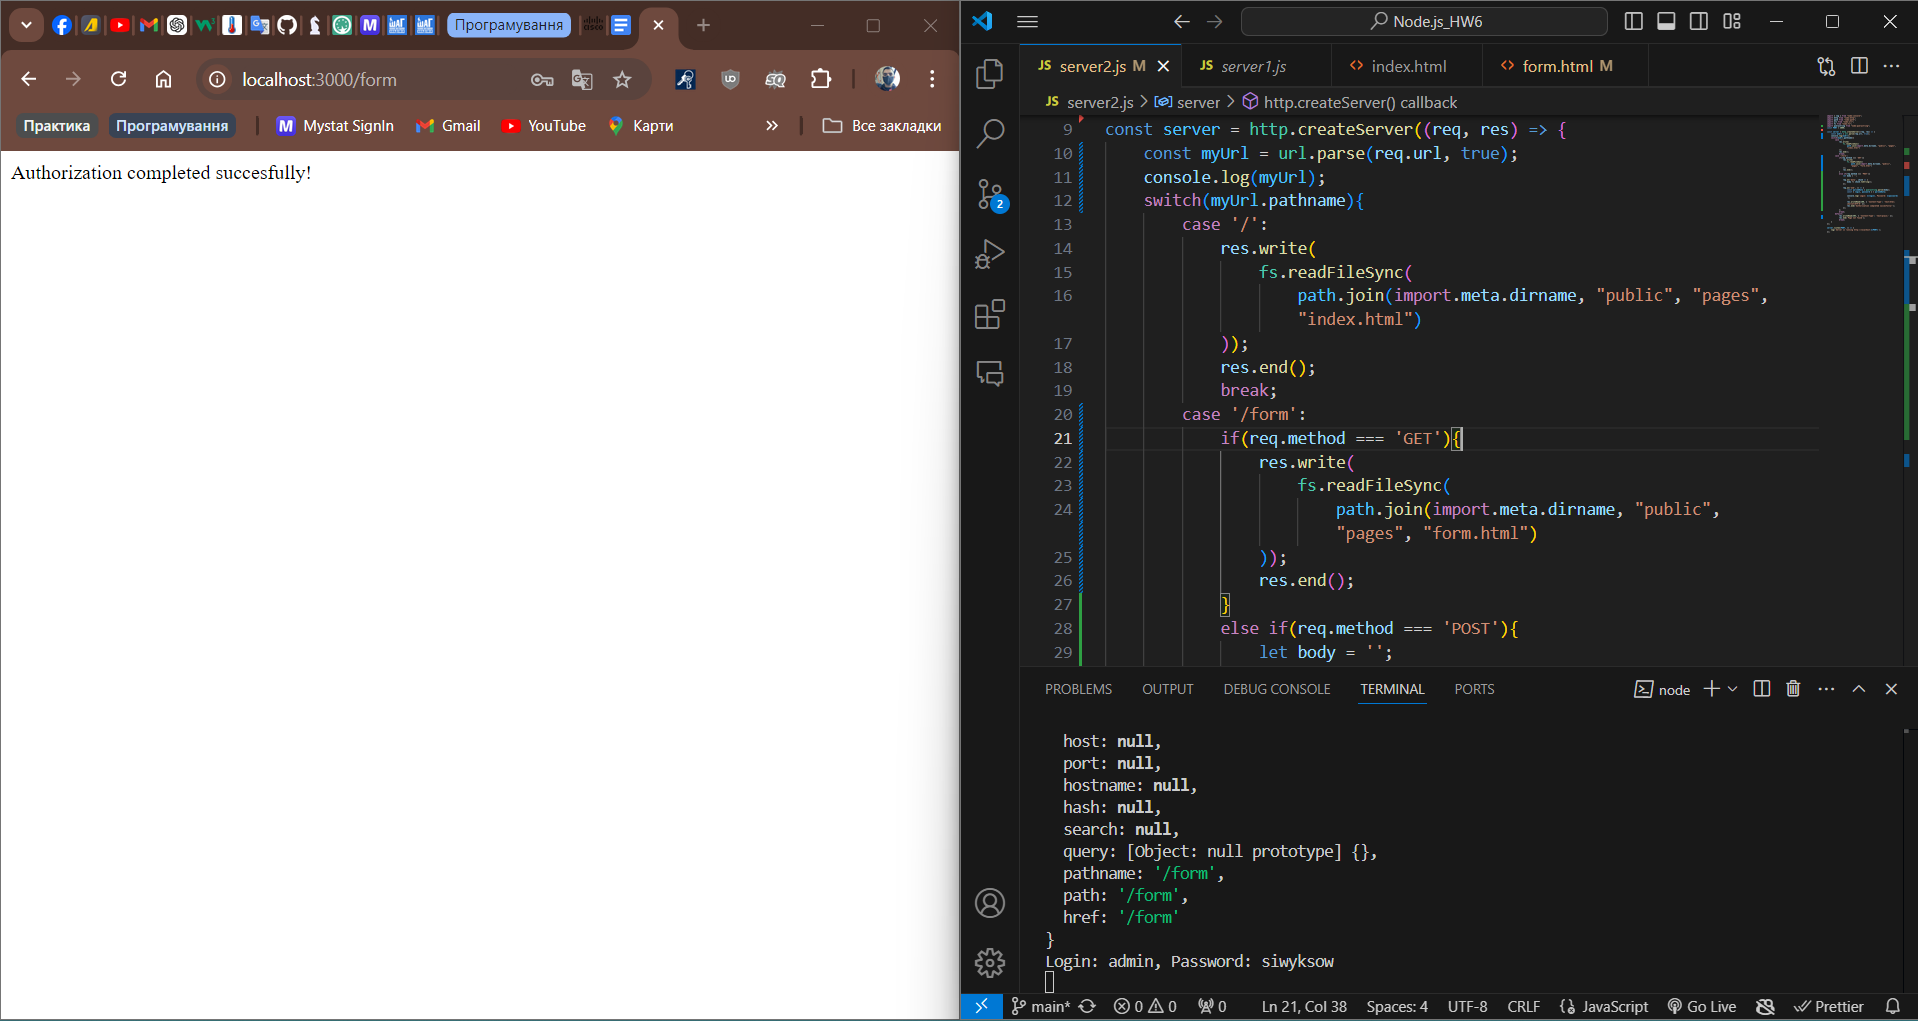 Програмування
localhost:3000/form
Практика Програмування Mystat SignIn Gmail YouTube Карти Все закладки
Authorization completed succesfully!
Node.js_HW6
JS server2.js M JS server1.js <> index.html <> form.html M
JS server2.js > server > http.createServer() callback
9 const server = http.createServer((req, res) => {
10 const myUrl = url.parse(req.url, true);
11 console.log(myUrl);
12 switch(myUrl.pathname){
13 case '/':
14 res.write(
15 fs.readFileSync(
16 path.join(import.meta.dirname, "public", "pages",
"index.html")
17 ));
18 res.end();
19 break;
20 case '/form':
21 if(req.method === 'GET'){
22 res.write(
23 fs.readFileSync(
24 path.join(import.meta.dirname, "public",
"pages", "form.html")
25 ));
26 res.end();
27 }
28 else if(req.method === 'POST'){
29 let body = '';
2
PROBLEMS OUTPUT DEBUG CONSOLE TERMINAL PORTS node
host: null,
port: null,
hostname: null,
hash: null,
search: null,
query: [Object: null prototype] {},
pathname: '/form',
path: '/form',
href: '/form'
}
Login: admin, Password: siwyksow
main* 0 0 0 Ln 21, Col 38 Spaces: 4 UTF-8 CRLF {} JavaScript Go Live Prettier